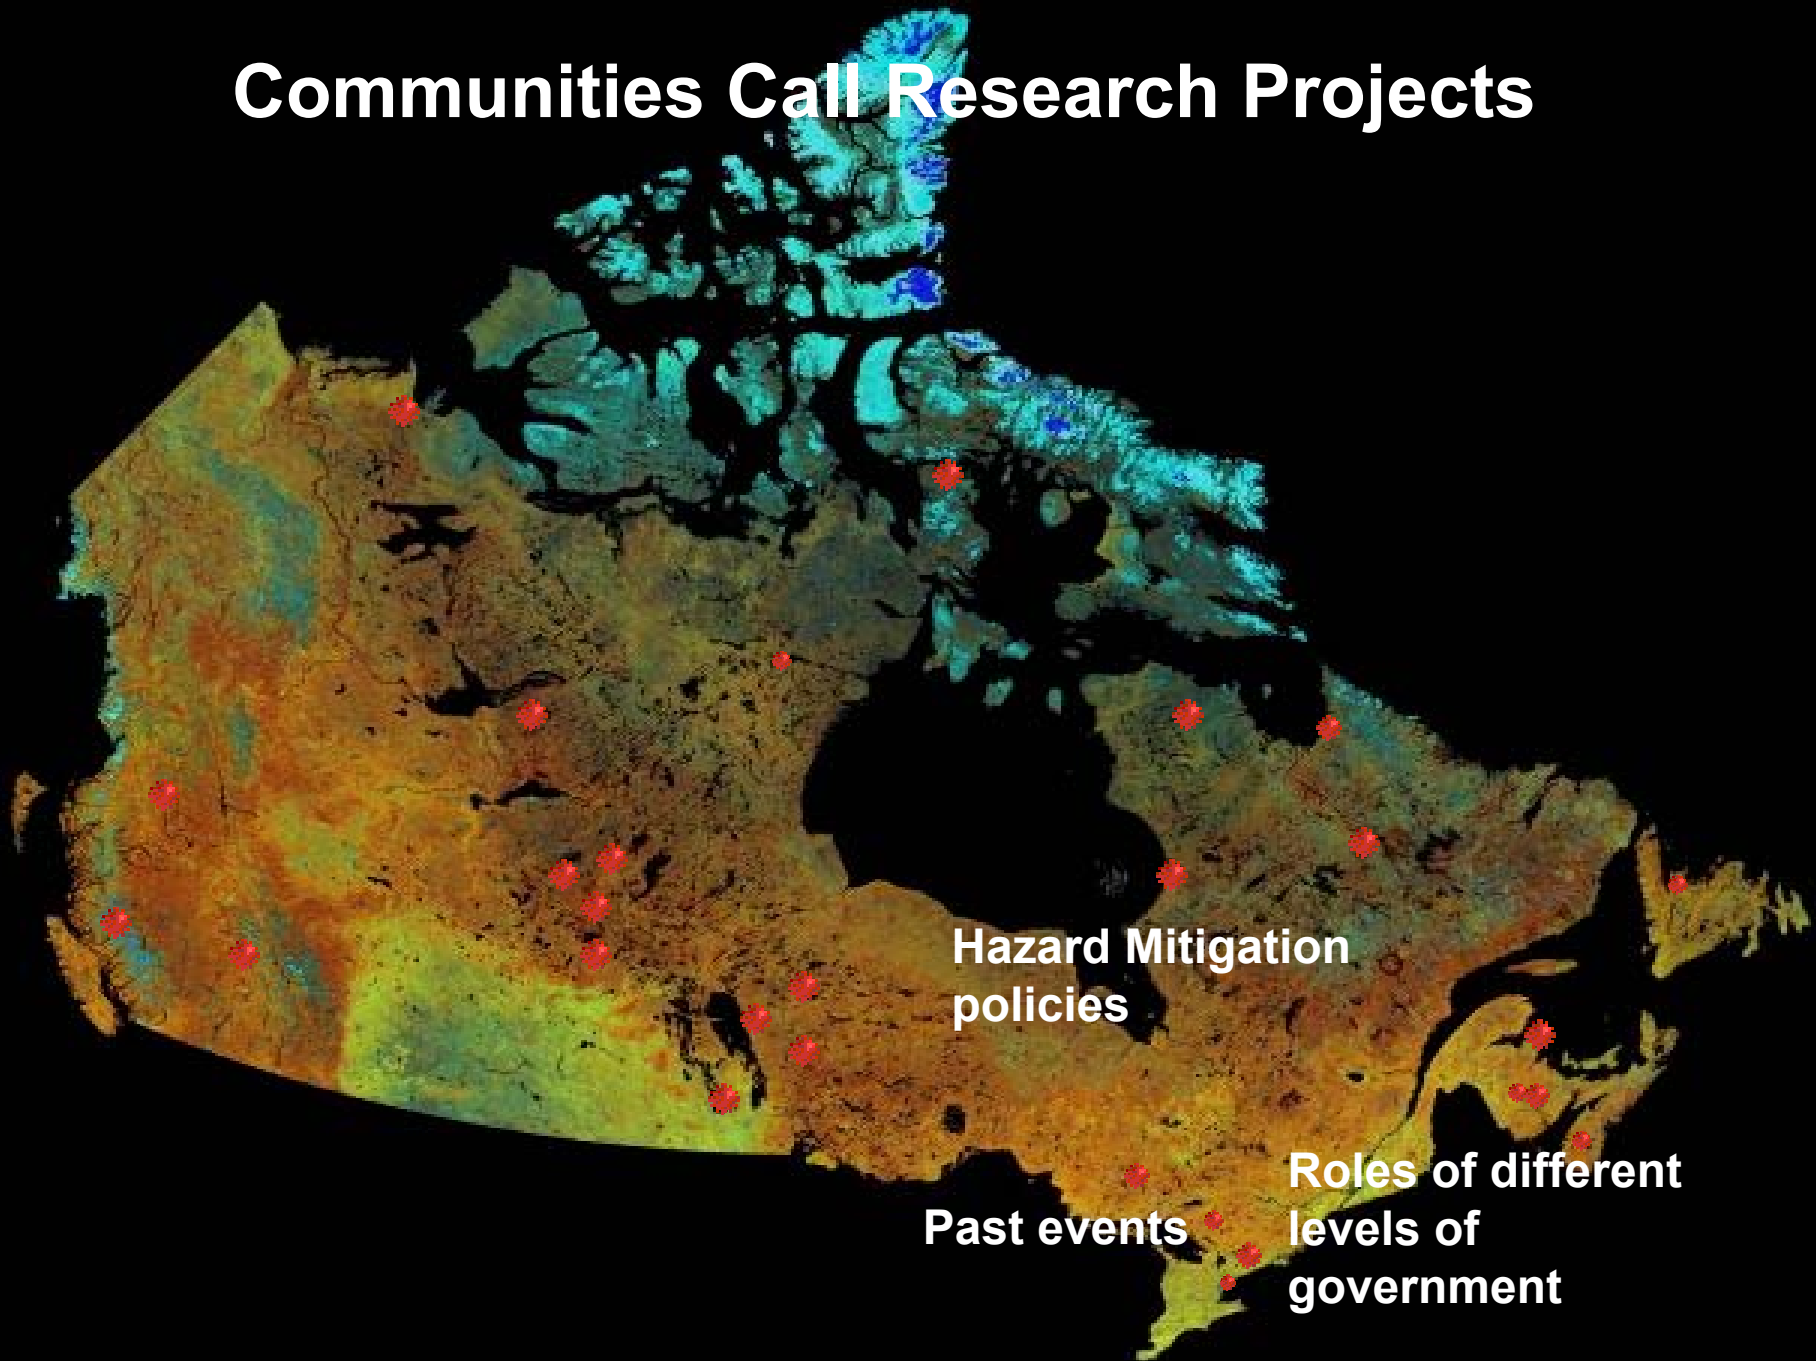 Communities Call Research Projects
Hazard Mitigation
policies
Past events
Roles of different
levels of
government